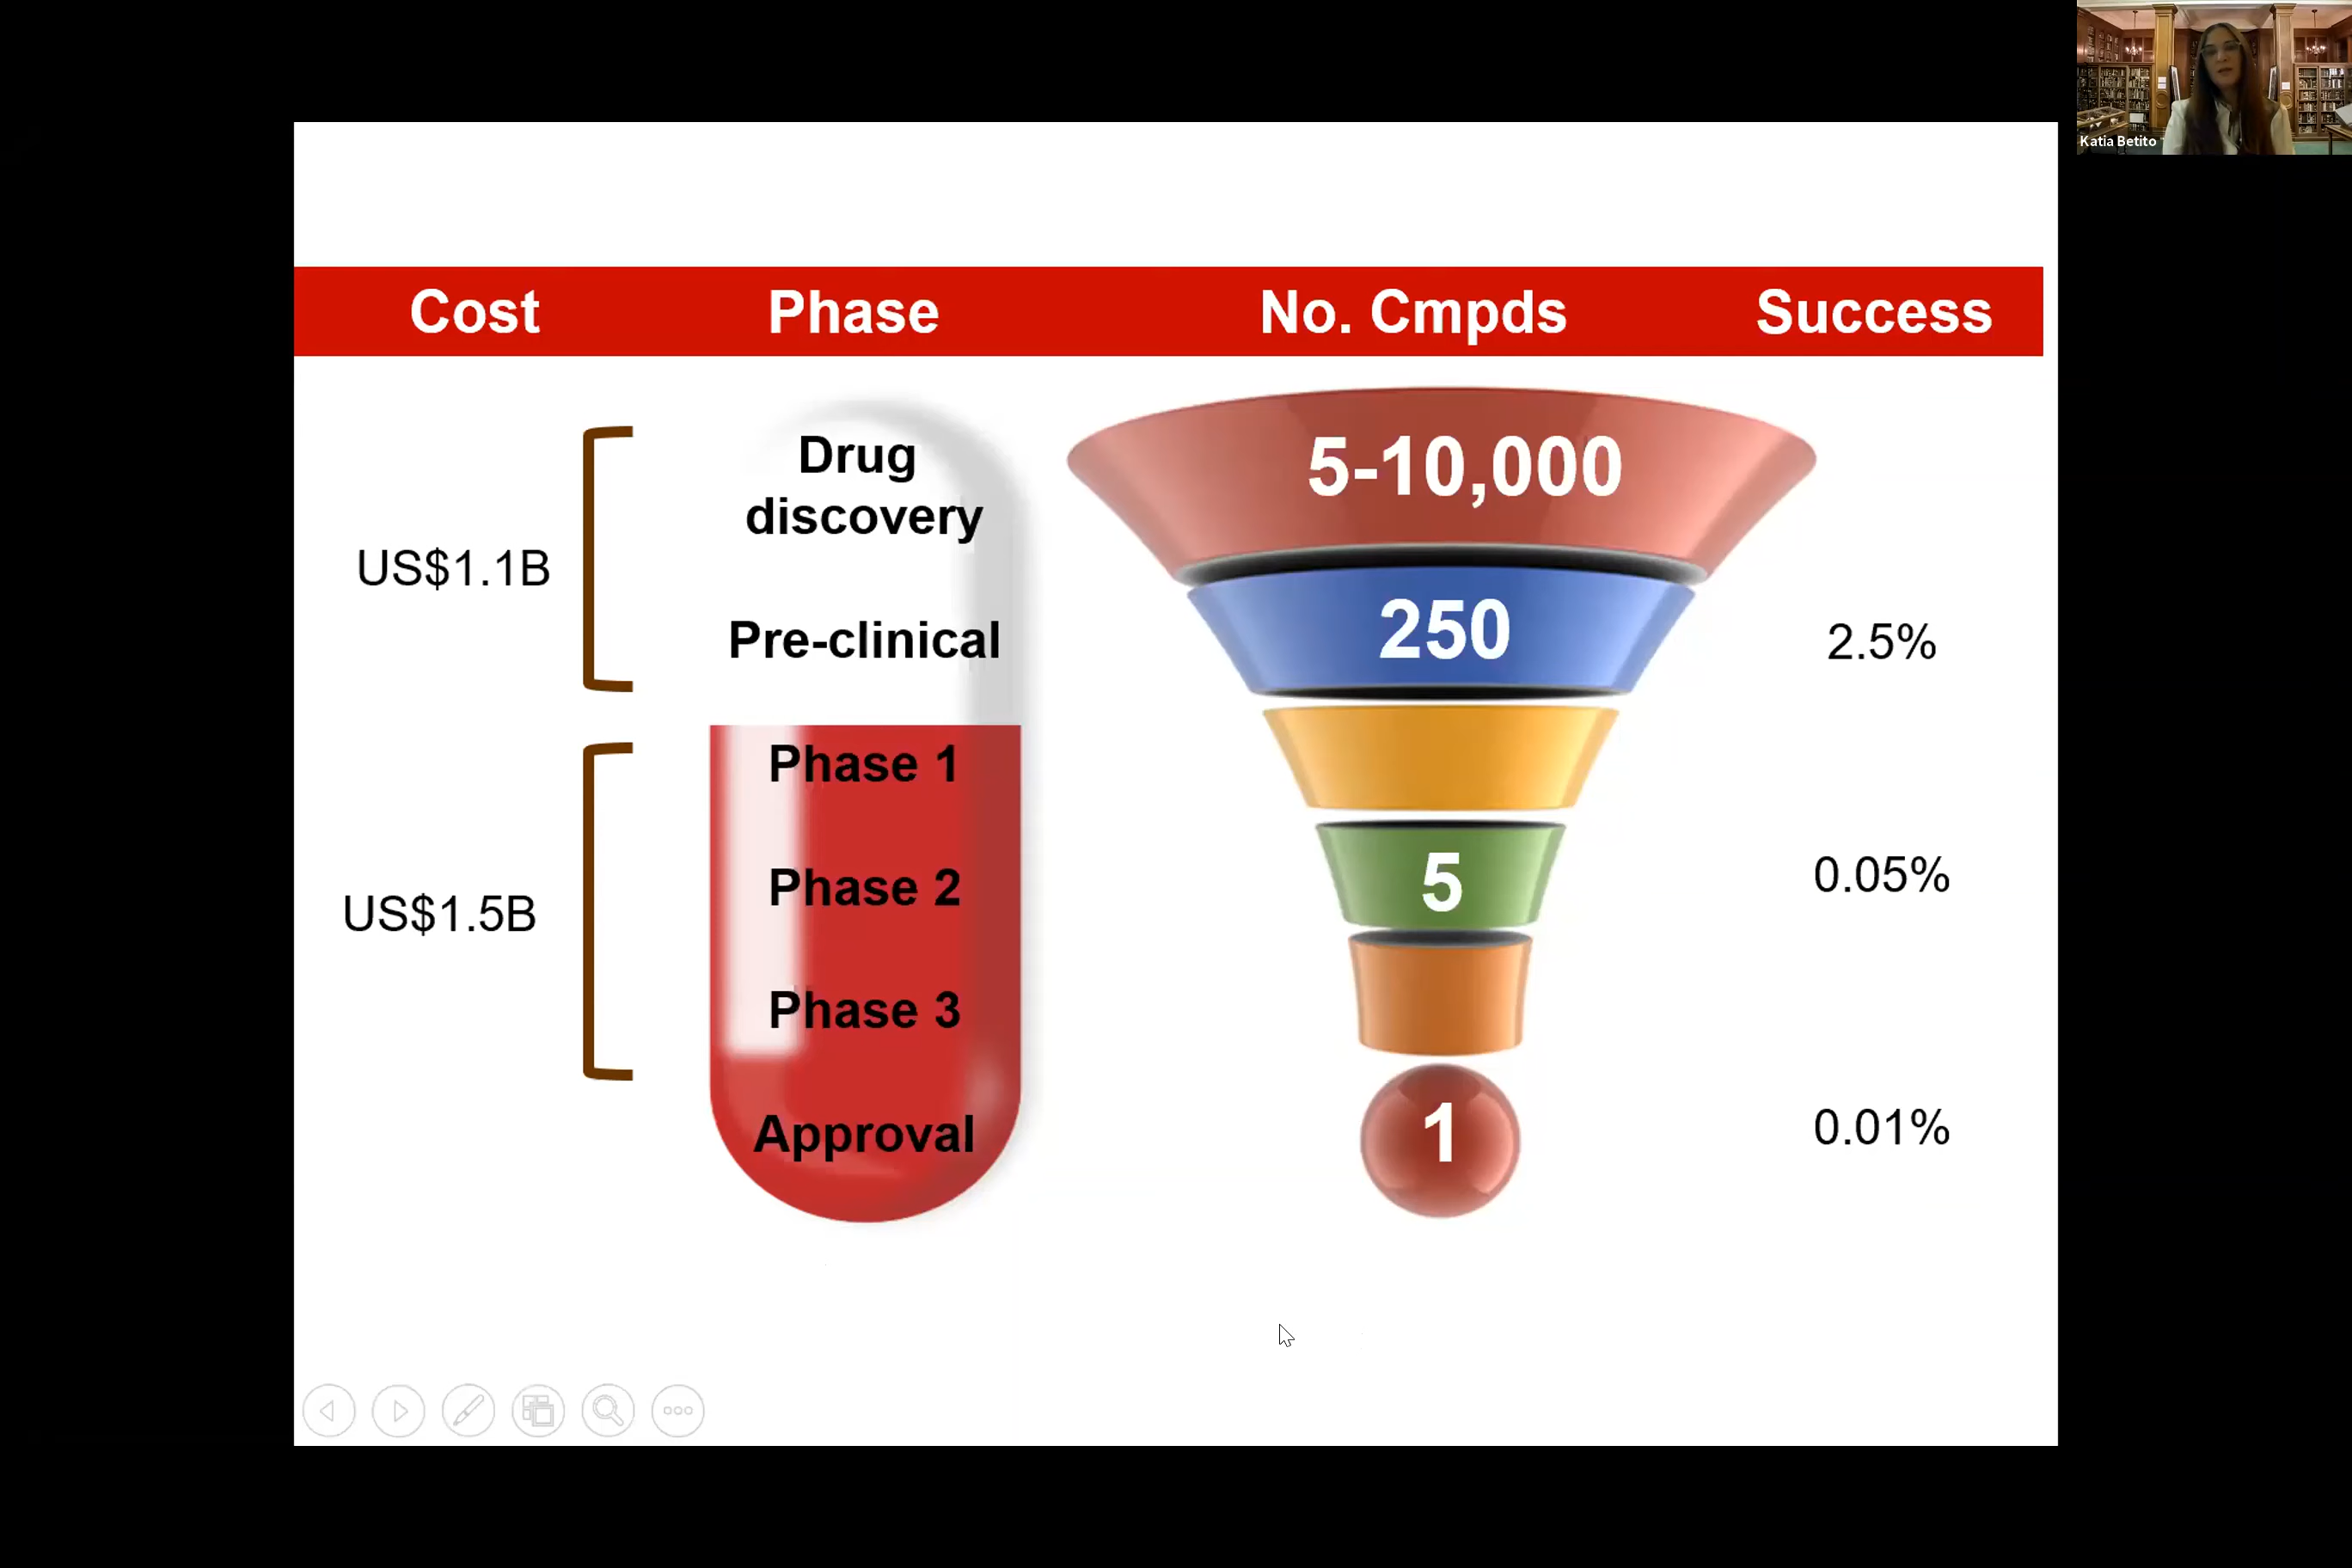 Katia Betito
Cost Phase No. Cmpds Success
Drug
discovery
5-10,000
US$1.1B
Pre-clinical
250
2.5%
Phase 1
Phase 2
5
0.05%
US$1.5B
Phase 3
Approval
1
0.01%